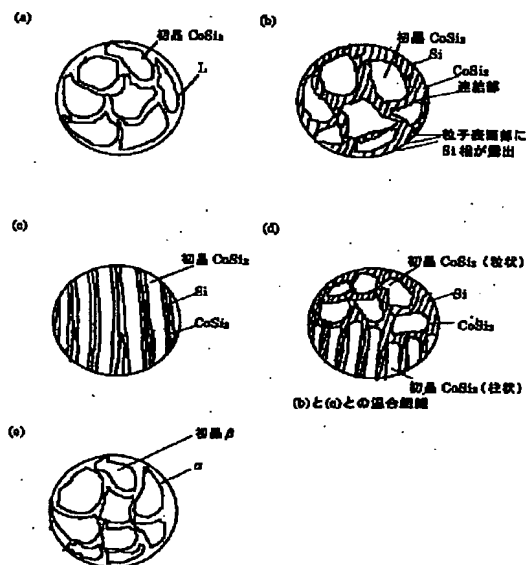 (a)
初晶 CoSi₂
L
(b)
初晶 CoSi₂
Si
CoSi₂
連結部
粒子表面部に
Si 相が露出
(c)
初晶 CoSi₂
Si
CoSi₂
(d)
初晶 CoSi₂ (粒状)
Si
CoSi₂
初晶 CoSi₂ (柱状)
(b)と(c)との混合組織
(e)
初晶 β
α